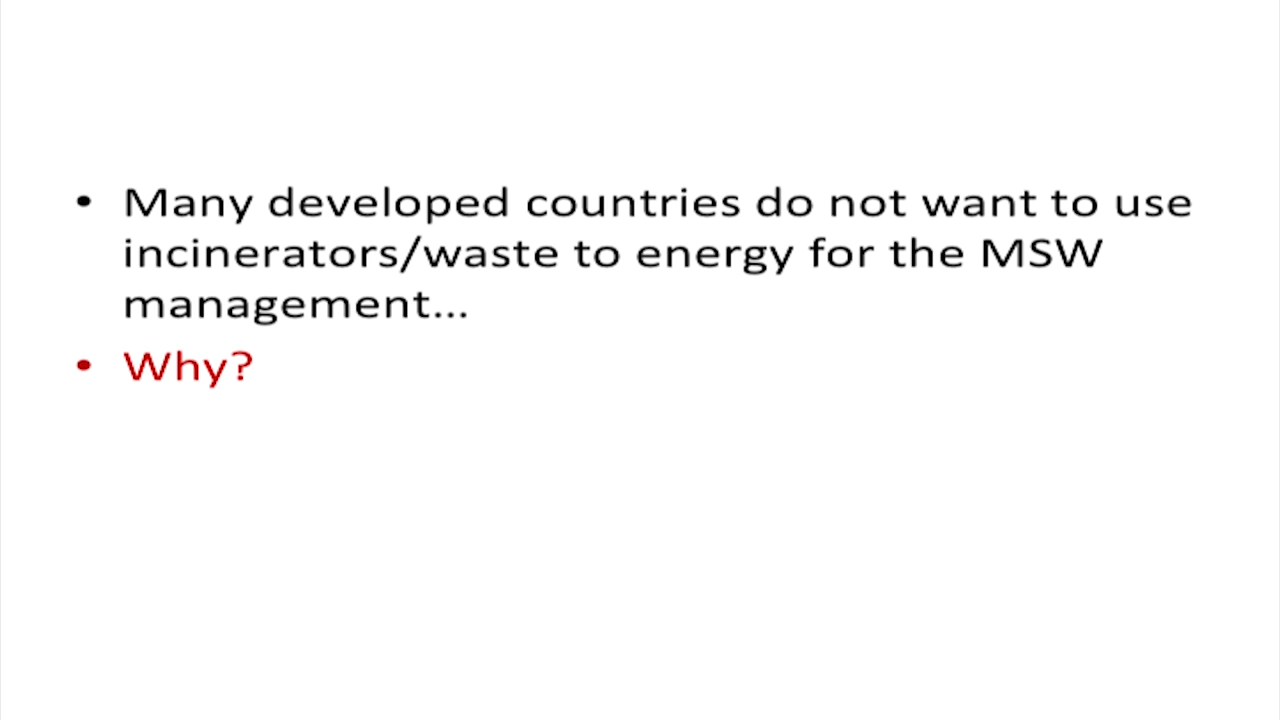 • Many developed countries do not want to use
incinerators/waste to energy for the MSW
management...
• Why?